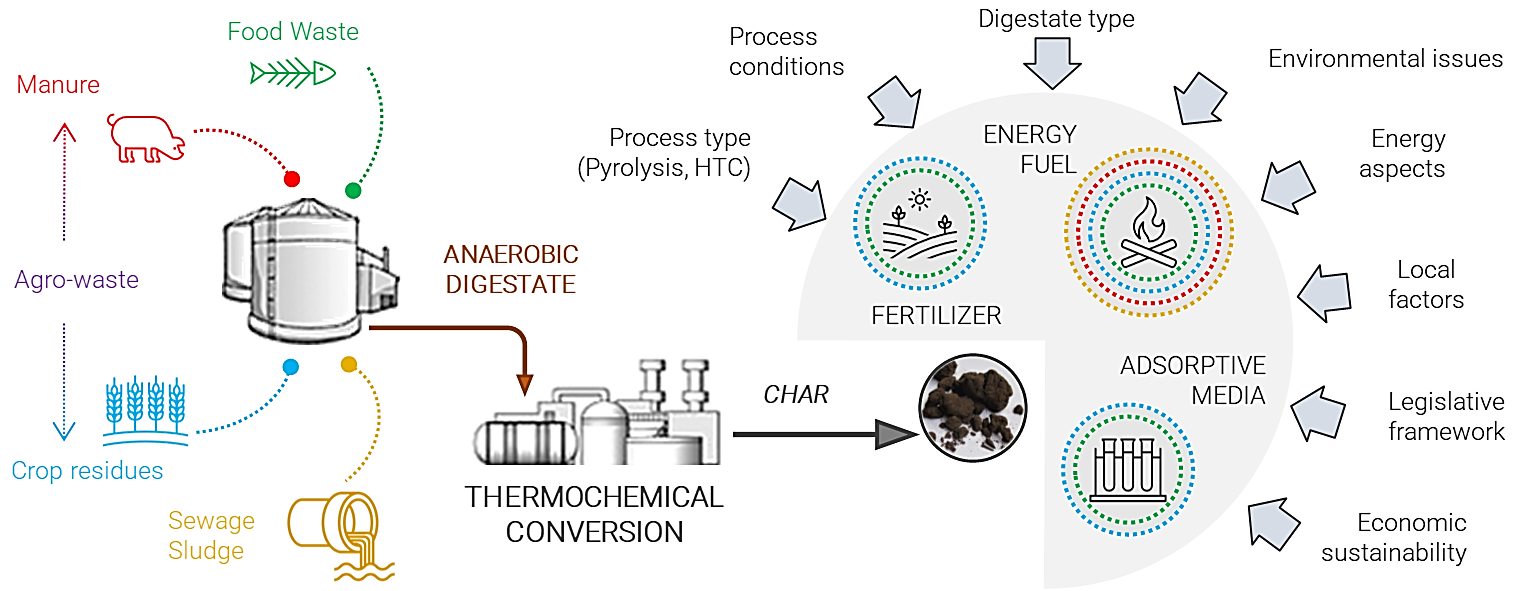 Food Waste
Manure
Agro-waste
Crop residues
Sewage
Sludge
ANAEROBIC
DIGESTATE
THERMOCHEMICAL
CONVERSION
CHAR
Process type
(Pyrolysis, HTC)
Process
conditions
Digestate type
Environmental issues
Energy
aspects
Local
factors
Legislative
framework
Economic
sustainability
ENERGY
FUEL
FERTILIZER
ADSORPTIVE
MEDIA